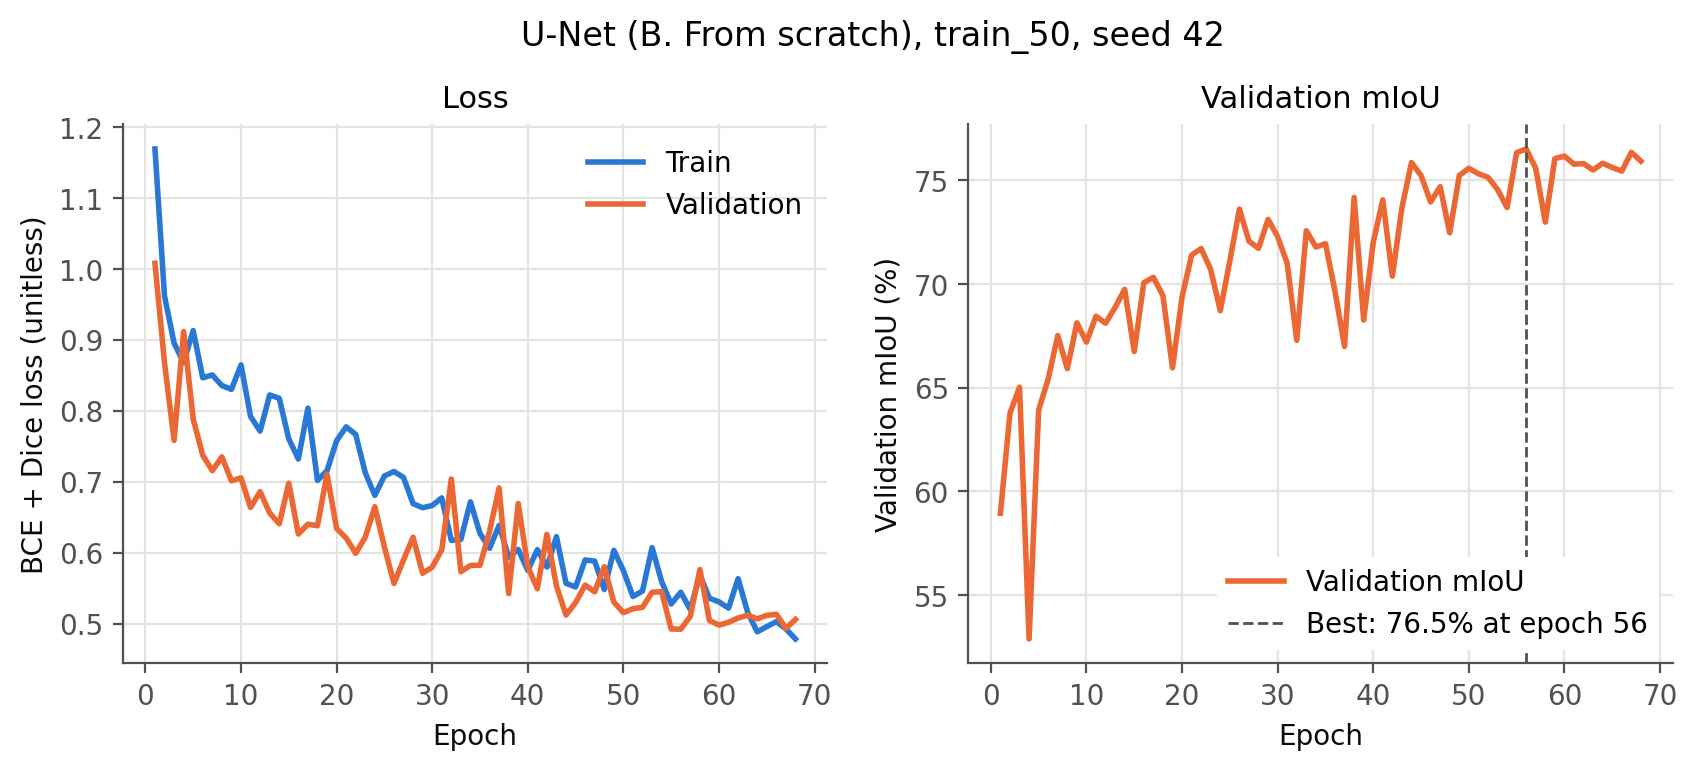 U-Net (B. From scratch), train_50, seed 42
Loss
BCE + Dice loss (unitless)
1.2
1.1
1.0
0.9
0.8
0.7
0.6
0.5
Train
Validation
0 10 20 30 40 50 60 70
Epoch
Validation mIoU
Validation mIoU (%)
75
70
65
60
55
Validation mIoU
Best: 76.5% at epoch 56
0 10 20 30 40 50 60 70
Epoch